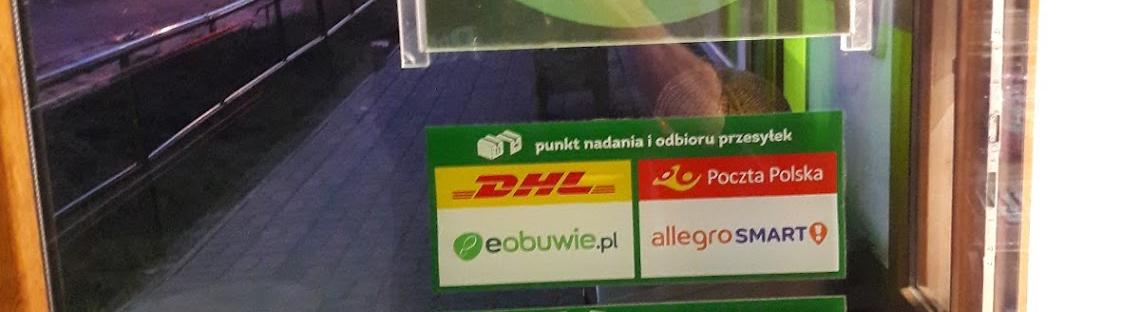 punkt nadania i odbioru przesyłek
DHL
Poczta Polska
eobuwie.pl
allegro SMART!